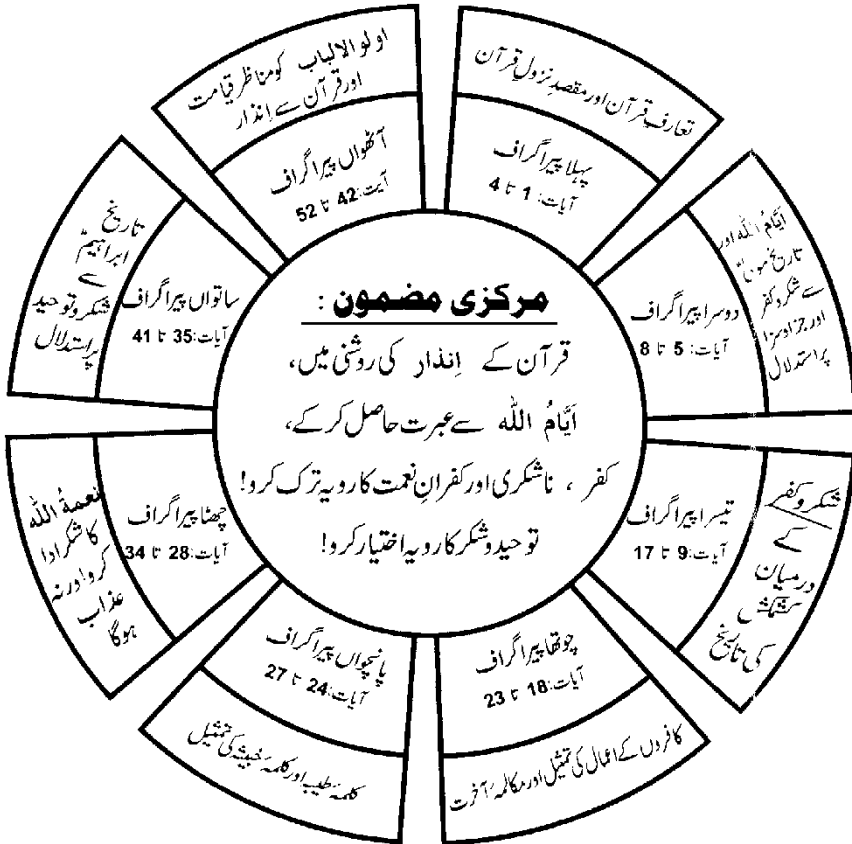 مرکزی مضمون :
قرآن کے اِنذار کی روشنی میں،
اَیَّامُ اللہ سے عبرت حاصل کر کے،
کفر ، ناشکری اور کفرانِ نعمت کا رویہ ترک کرو!
توحید و شکر کا رویہ اختیار کرو!
تعارفِ قرآن اور مقصدِ نزولِ قرآن
پہلا پیراگراف
آیات: 1 تا 4
اَیَّامُ اللہ اور
تاریخِ موسیٰؑ
سے شکر و کفر
اور جزا و سزا
پر استدلال
دوسرا پیراگراف
آیات: 5 تا 8
شکر و کفر
کے
درمیان
کشمکش
کی تاریخ
تیسرا پیراگراف
آیات: 9 تا 17
چوتھا پیراگراف
آیات: 18 تا 23
کافروں کے اعمال کی تمثیل اور مکالمۂ آخرت
پانچواں پیراگراف
آیات: 24 تا 27
کلمۂ طیبہ اور کلمۂ خبیثہ کی تمثیل
نعمۃُ اللہ
کا شکر ادا
کرو! ورنہ
عذاب
ہوگا
چھٹا پیراگراف
آیات: 28 تا 34
تاریخِ
ابراہیمؑ
سے
شکر و توحید
پر استدلال
ساتواں پیراگراف
آیات: 35 تا 41
اولو الالباب کو مناظرِ قیامت
اور قرآن سے اِنذار
آٹھواں پیراگراف
آیت: 42 تا 52